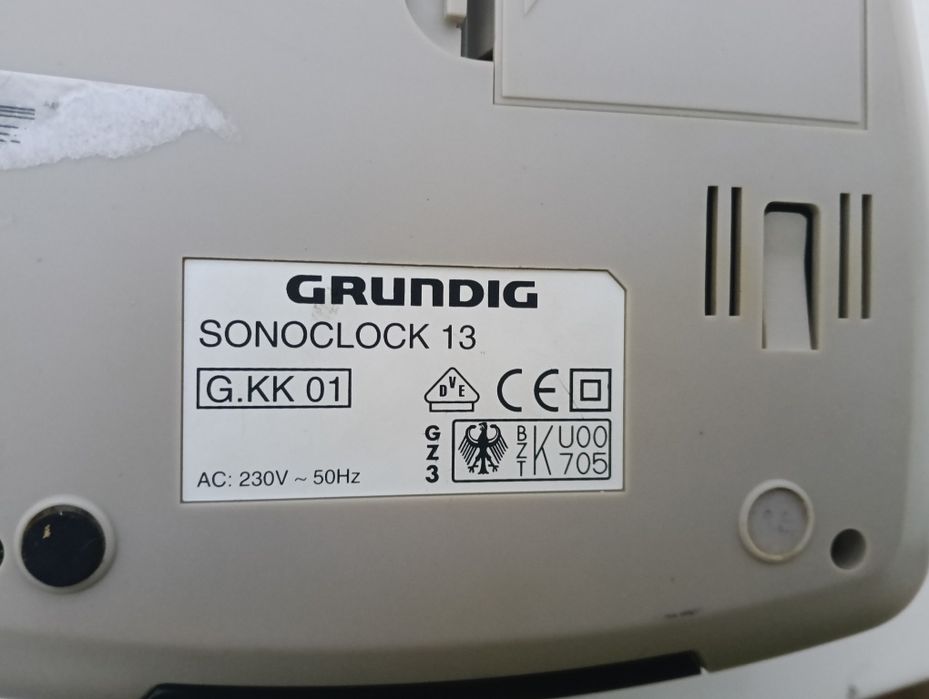 GRUNDIG
SONOCLOCK 13
G.KK 01
DVE CE
GZ3
BZT K U00 705
AC: 230V ~ 50Hz